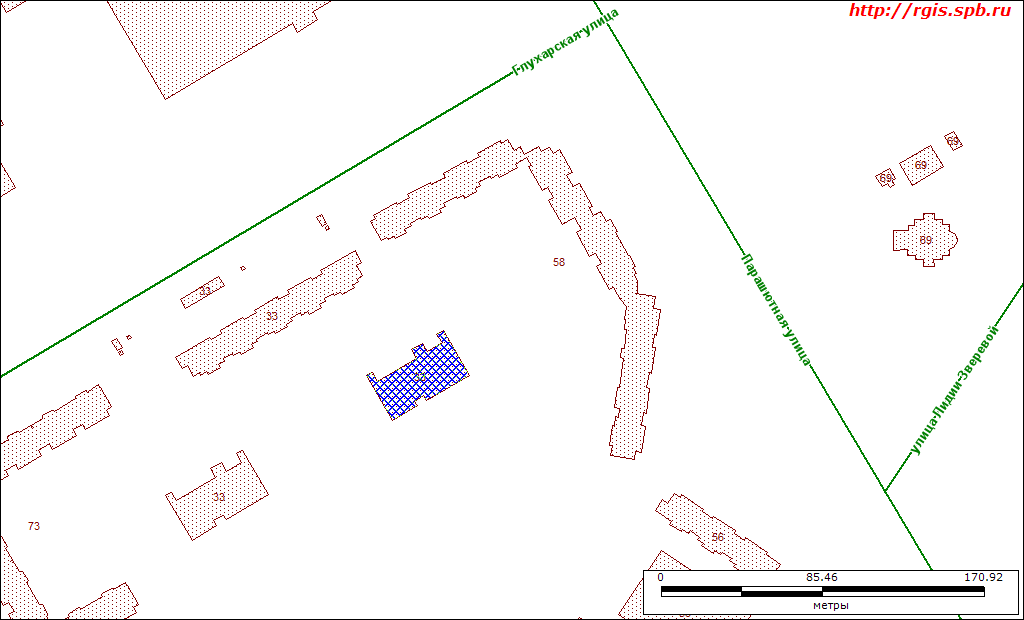 http://rgis.spb.ru
Глухарская улица
69
69
69
69
58
Парашютная улица
33
33
улица Лидии Зверевой
33
73
56
0 85.46 170.92
метры